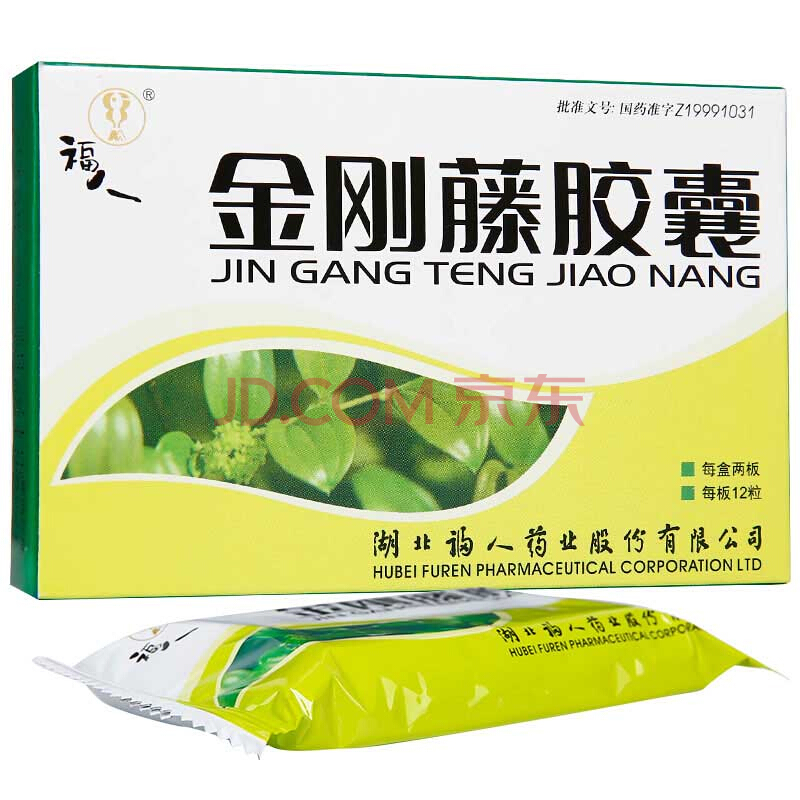 福人
®
批准文号: 国药准字Z19991031
金刚藤胶囊
JIN GANG TENG JIAO NANG
JD.COM 京东
每盒两板
每板12粒
湖北福人药业股份有限公司
HUBEI FUREN PHARMACEUTICAL CORPORATION LTD
福人
湖北福人药业股份
HUBEI FUREN PHARMACEUTICAL CORPORA